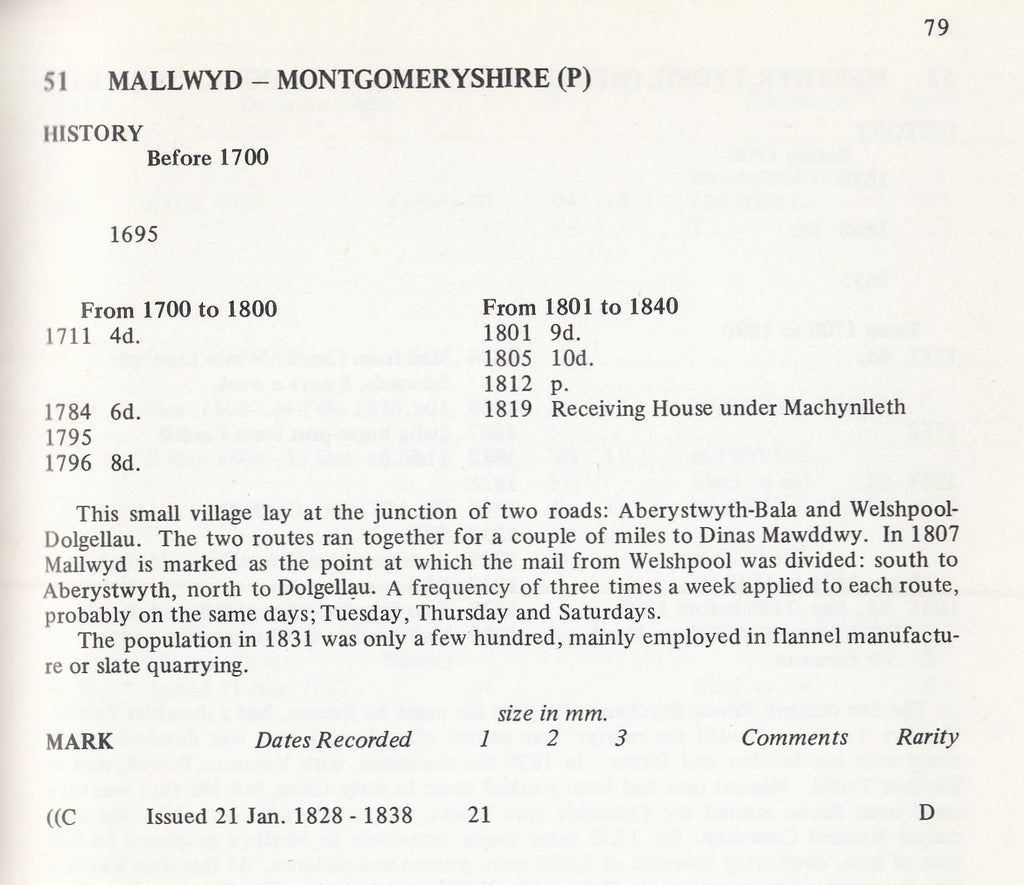 79
51 MALLWYD – MONTGOMERYSHIRE (P)
HISTORY
Before 1700
1695
From 1700 to 1800
1711 4d.
1784 6d.
1795
1796 8d.
From 1801 to 1840
1801 9d.
1805 10d.
1812 p.
1819 Receiving House under Machynlleth
This small village lay at the junction of two roads: Aberystwyth-Bala and Welshpool-
Dolgellau. The two routes ran together for a couple of miles to Dinas Mawddwy. In 1807
Mallwyd is marked as the point at which the mail from Welshpool was divided: south to
Aberystwyth, north to Dolgellau. A frequency of three times a week applied to each route,
probably on the same days; Tuesday, Thursday and Saturdays.
The population in 1831 was only a few hundred, mainly employed in flannel manufactu-
re or slate quarrying.
size in mm.
MARK Dates Recorded 1 2 3 Comments Rarity
((C Issued 21 Jan. 1828 - 1838 21 D